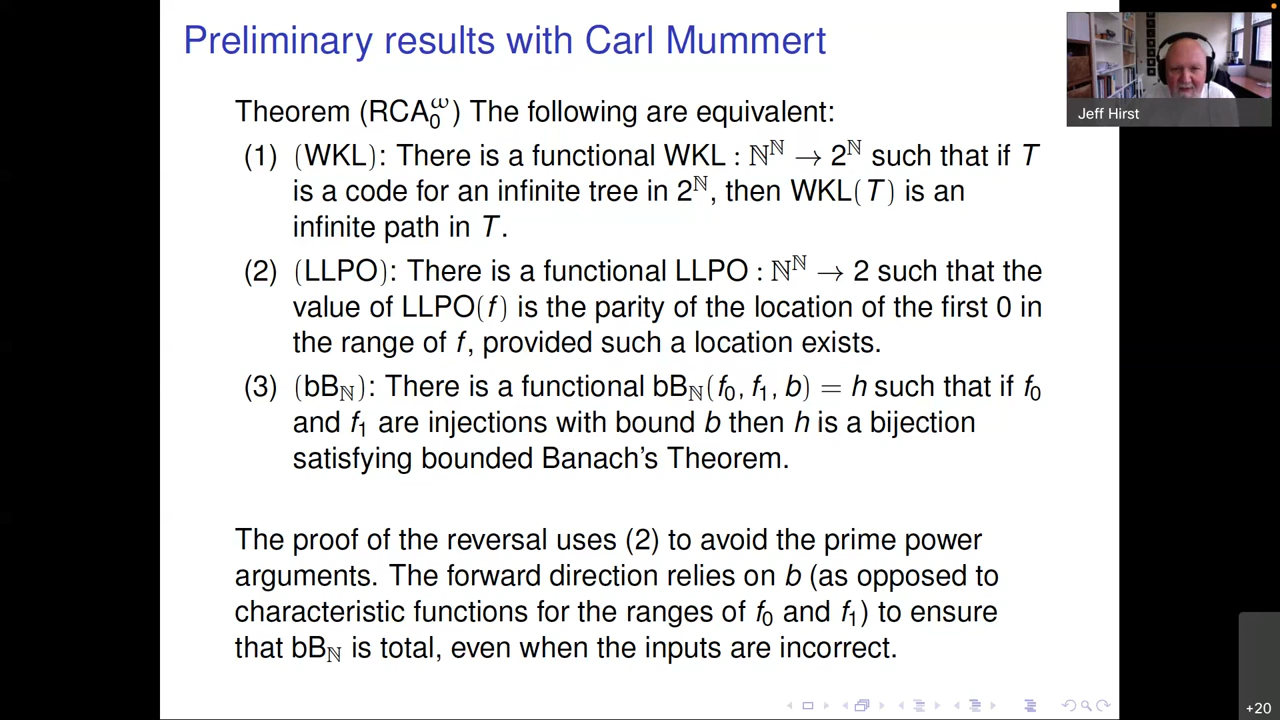 Preliminary results with Carl Mummert
Theorem (RCA₀^ω) The following are equivalent:
(1) (WKL): There is a functional WKL : ℕ^ℕ → 2^ℕ such that if T
is a code for an infinite tree in 2^ℕ, then WKL(T) is an
infinite path in T.
(2) (LLPO): There is a functional LLPO : ℕ^ℕ → 2 such that the
value of LLPO(f) is the parity of the location of the first 0 in
the range of f, provided such a location exists.
(3) (bB_ℕ): There is a functional bB_ℕ(f₀, f₁, b) = h such that if f₀
and f₁ are injections with bound b then h is a bijection
satisfying bounded Banach's Theorem.
The proof of the reversal uses (2) to avoid the prime power
arguments. The forward direction relies on b (as opposed to
characteristic functions for the ranges of f₀ and f₁) to ensure
that bB_ℕ is total, even when the inputs are incorrect.
Jeff Hirst
+20